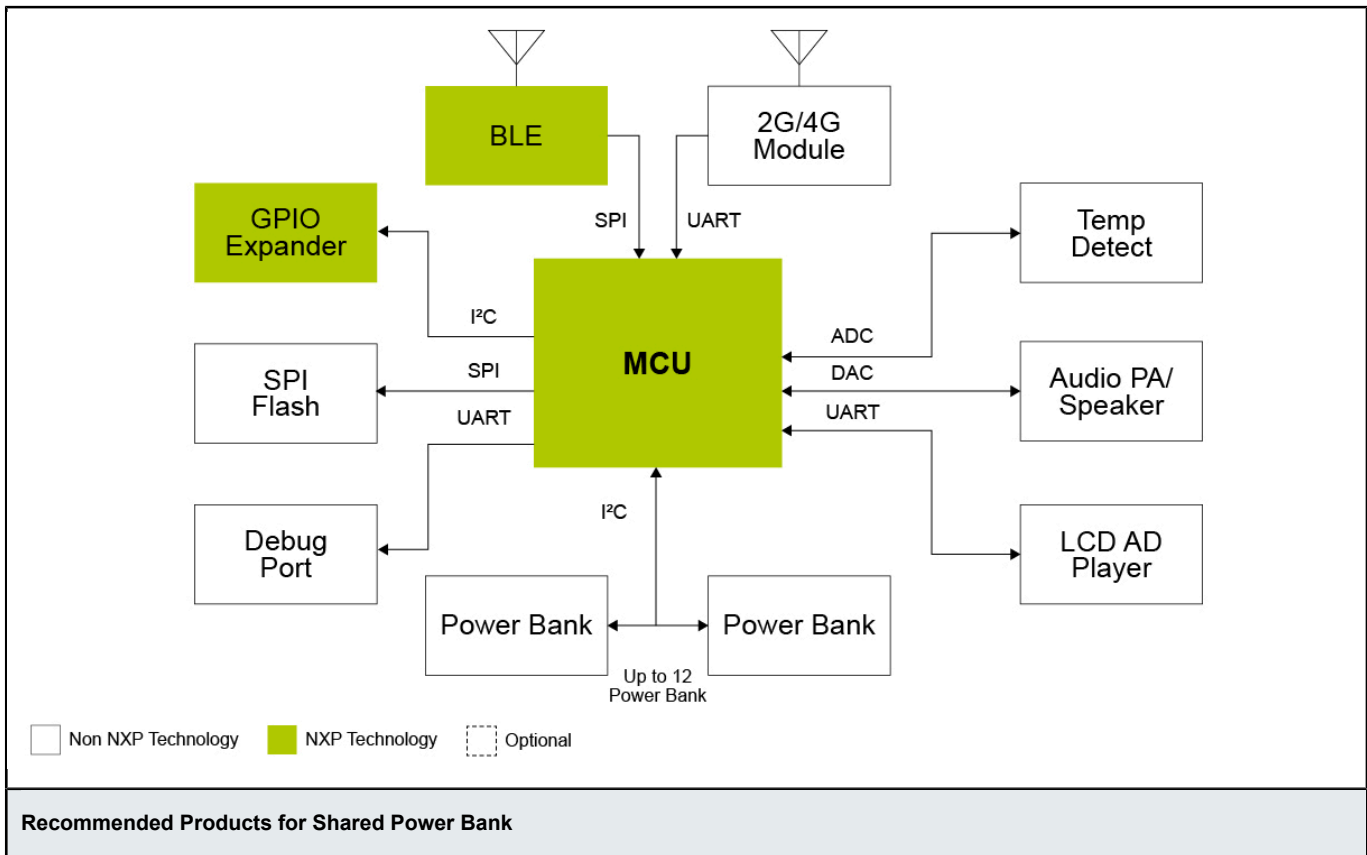 BLE
2G/4G
Module
GPIO
Expander
SPI
UART
Temp
Detect
I²C
ADC
MCU
SPI
Flash
SPI
DAC
Audio PA/
Speaker
UART
UART
I²C
Debug
Port
LCD AD
Player
Power Bank
Power Bank
Up to 12
Power Bank
Non NXP Technology
NXP Technology
Optional
Recommended Products for Shared Power Bank